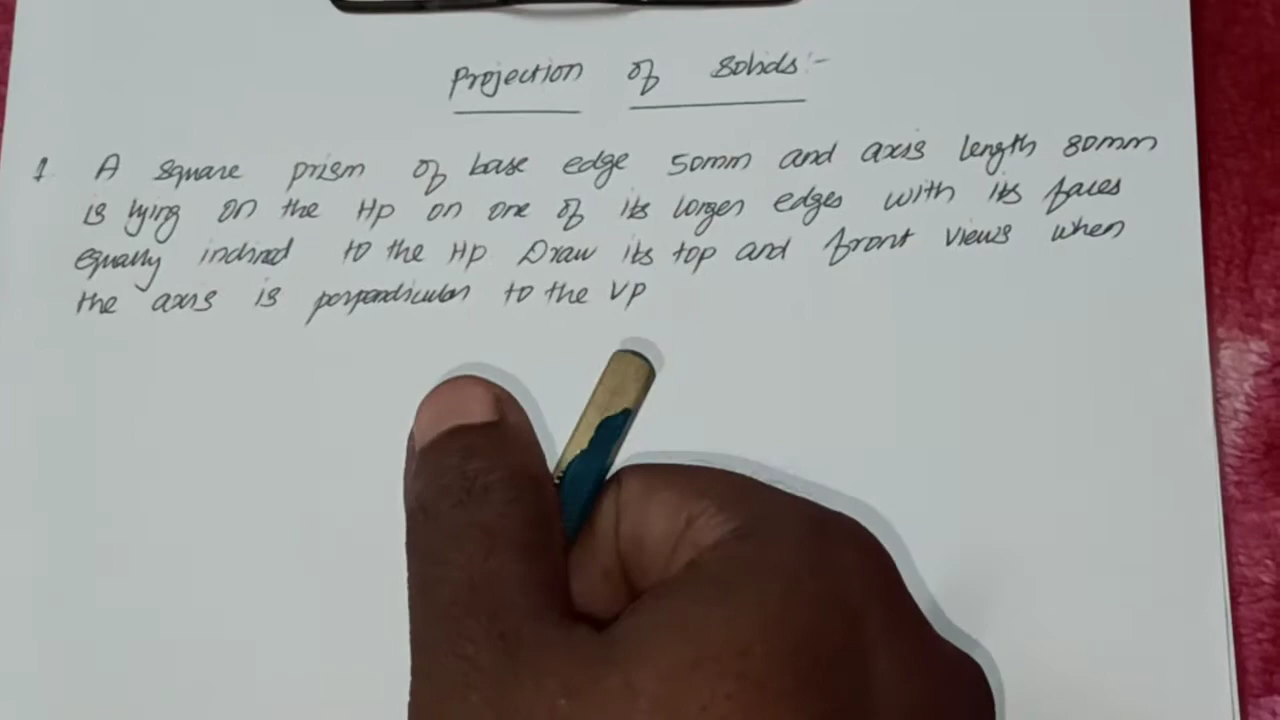 Projection of Solids:-
1 A square prism of base edge 50mm and axis length 80mm
is lying on the Hp on one of its longer edges with its faces
equally inclined to the Hp Draw its top and front views when
the axis is perpendicular to the VP